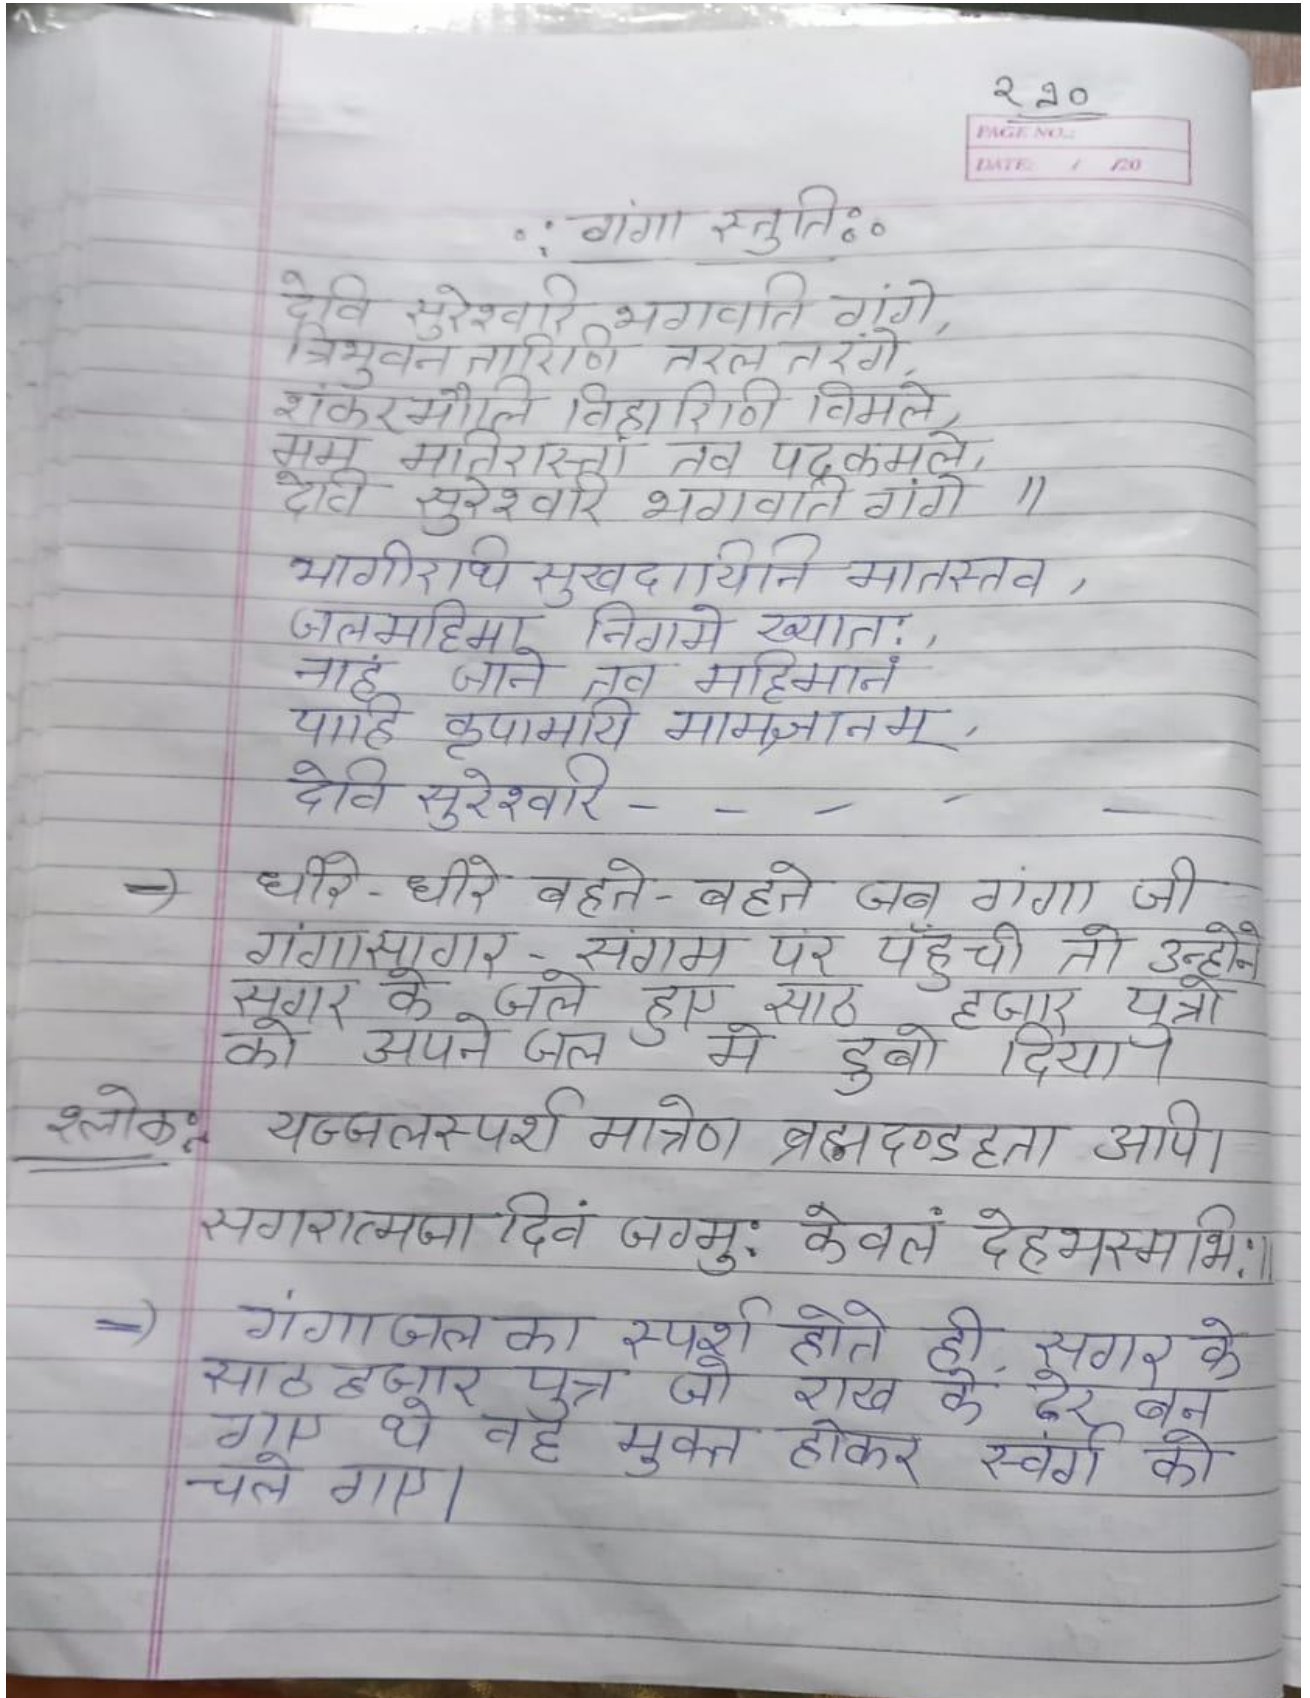 २७०
PAGE NO.:
DATE: / /20
∴ गंगा स्तुतिः॰
देवि सुरेश्वरि भगवति गंगे,
त्रिभुवन तारिणि तरल तरंगे,
शंकरमौलि विहारिणी विमले,
मम मतिरास्तां तव पदकमले,
देवि सुरेश्वरि भगवति गंगे ॥
भागीरथि सुखदायिनि मातस्तव,
जलमहिमा निगमे ख्यातः,
नाहं जाने तव महिमानं
पाहि कृपामयि मामज्ञानम्,
देवि सुरेश्वरि - - - - -
→ धीरे - धीरे बहते - बहते जब गंगा जी
गंगासागर - संगम पर पहुँची तो उन्होने
सगर के जले हुए साठ हजार पुत्रो
को अपने जल मे डुबो दिया।
श्लोकः यज्जलस्पर्श मात्रेण ब्रह्मदण्डहता अपि।
सगरात्मजा दिवं जग्मुः केवलं देहभस्मभिः॥
→ गंगाजल का स्पर्श होते ही, सगर के
साठ हजार पुत्र जो राख के ढेर बन
गए थे वह मुक्त होकर स्वर्ग को
चले गए।